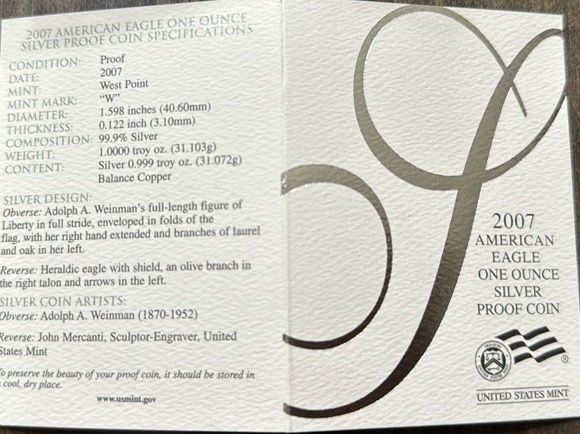 2007 AMERICAN EAGLE ONE OUNCE
SILVER PROOF COIN SPECIFICATIONS
CONDITION: Proof
DATE: 2007
MINT: West Point
MINT MARK: "W"
DIAMETER: 1.598 inches (40.60mm)
THICKNESS: 0.122 inch (3.10mm)
COMPOSITION: 99.9% Silver
WEIGHT: 1.0000 troy oz. (31.103g)
CONTENT: Silver 0.999 troy oz. (31.072g)
Balance Copper
SILVER DESIGN:
Obverse: Adolph A. Weinman's full-length figure of
Liberty in full stride, enveloped in folds of the
flag, with her right hand extended and branches of laurel
and oak in her left.
Reverse: Heraldic eagle with shield, an olive branch in
the right talon and arrows in the left.
SILVER COIN ARTISTS:
Obverse: Adolph A. Weinman (1870-1952)
Reverse: John Mercanti, Sculptor-Engraver, United
States Mint
To preserve the beauty of your proof coin, it should be stored in
a cool, dry place.
www.usmint.gov
2007
AMERICAN
EAGLE
ONE OUNCE
SILVER
PROOF COIN
®
UNITED STATES MINT